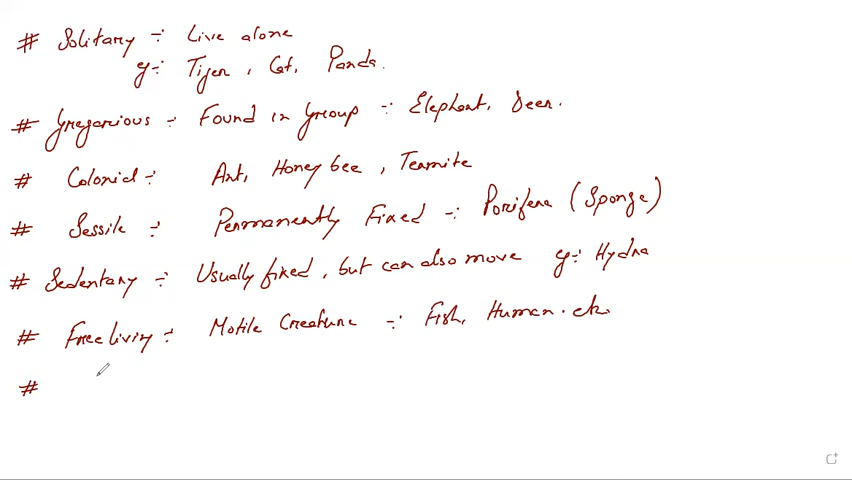 # Solitary :- Live alone
eg :- Tiger, Cat, Panda.
# Gregarious :- Found in Group :- Elephant, Deer.
# Colonial :- Ant, Honey bee, Termite
# Sessile :- Permanently Fixed :- Porifera (Sponge)
# Sedentary :- Usually fixed, but can also move eg :- Hydra
# Free living :- Motile Creature :- Fish, Human. etc.
#